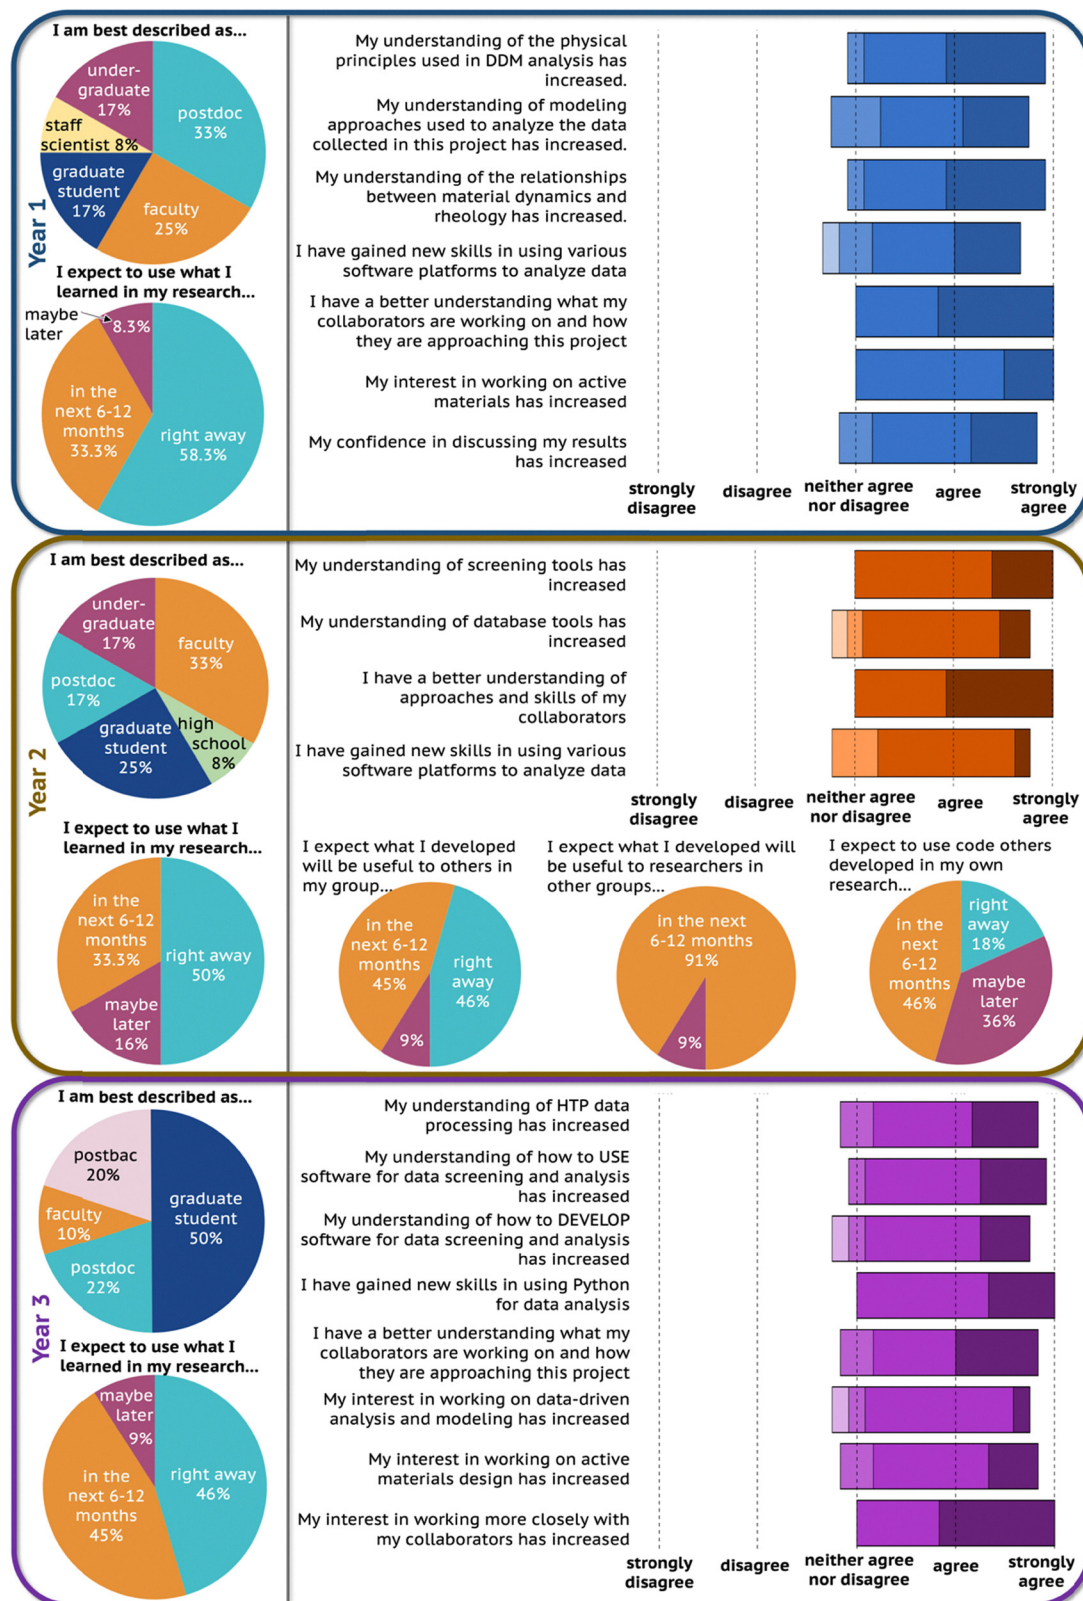 Year 1
I am best described as...
under-
graduate
17%
postdoc
33%
staff
scientist 8%
graduate
student
17%
faculty
25%
I expect to use what I
learned in my research...
maybe
later
8.3%
in the
next 6-12
months
33.3%
right away
58.3%
My understanding of the physical
principles used in DDM analysis has
increased.
My understanding of modeling
approaches used to analyze the data
collected in this project has increased.
My understanding of the relationships
between material dynamics and
rheology has increased.
I have gained new skills in using various
software platforms to analyze data
I have a better understanding what my
collaborators are working on and how
they are approaching this project
My interest in working on active
materials has increased
My confidence in discussing my results
has increased
strongly
disagree
disagree
neither agree
nor disagree
agree
strongly
agree
Year 2
I am best described as...
under-
graduate
17%
faculty
33%
postdoc
17%
graduate
student
25%
high
school
8%
I expect to use what I
learned in my research...
in the
next 6-12
months
33.3%
right away
50%
maybe
later
16%
My understanding of screening tools has
increased
My understanding of database tools has
increased
I have a better understanding of
approaches and skills of my
collaborators
I have gained new skills in using various
software platforms to analyze data
strongly
disagree
disagree
neither agree
nor disagree
agree
strongly
agree
I expect what I developed
will be useful to others in
my group...
in the
next 6-12
months
45%
right
away
46%
9%
I expect what I developed will
be useful to researchers in
other groups...
in the next
6-12 months
91%
9%
I expect to use code others
developed in my own
research...
in the
next
6-12
months
46%
right
away
18%
maybe
later
36%
Year 3
I am best described as...
postbac
20%
graduate
student
50%
faculty
10%
postdoc
22%
I expect to use what I
learned in my research...
maybe
later
9%
right away
46%
in the
next 6-12
months
45%
My understanding of HTP data
processing has increased
My understanding of how to USE
software for data screening and analysis
has increased
My understanding of how to DEVELOP
software for data screening and analysis
has increased
I have gained new skills in using Python
for data analysis
I have a better understanding what my
collaborators are working on and how
they are approaching this project
My interest in working on data-driven
analysis and modeling has increased
My interest in working on active
materials design has increased
My interest in working more closely with
my collaborators has increased
strongly
disagree
disagree
neither agree
nor disagree
agree
strongly
agree